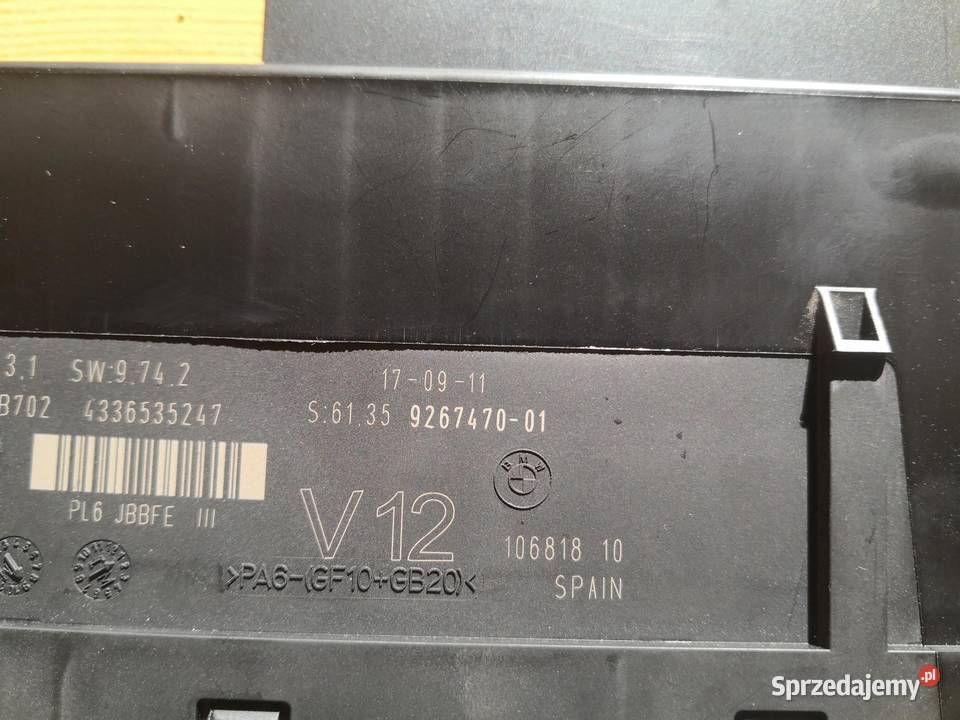 3.1 SW:9.74.2
17-09-11
B702 4336535247
S:61.35 9267470-01
BMW
PL6 JBBFE III
V12
106818 10
>PA6-(GF10+GB20)<
SPAIN
Sprzedajemy.pl